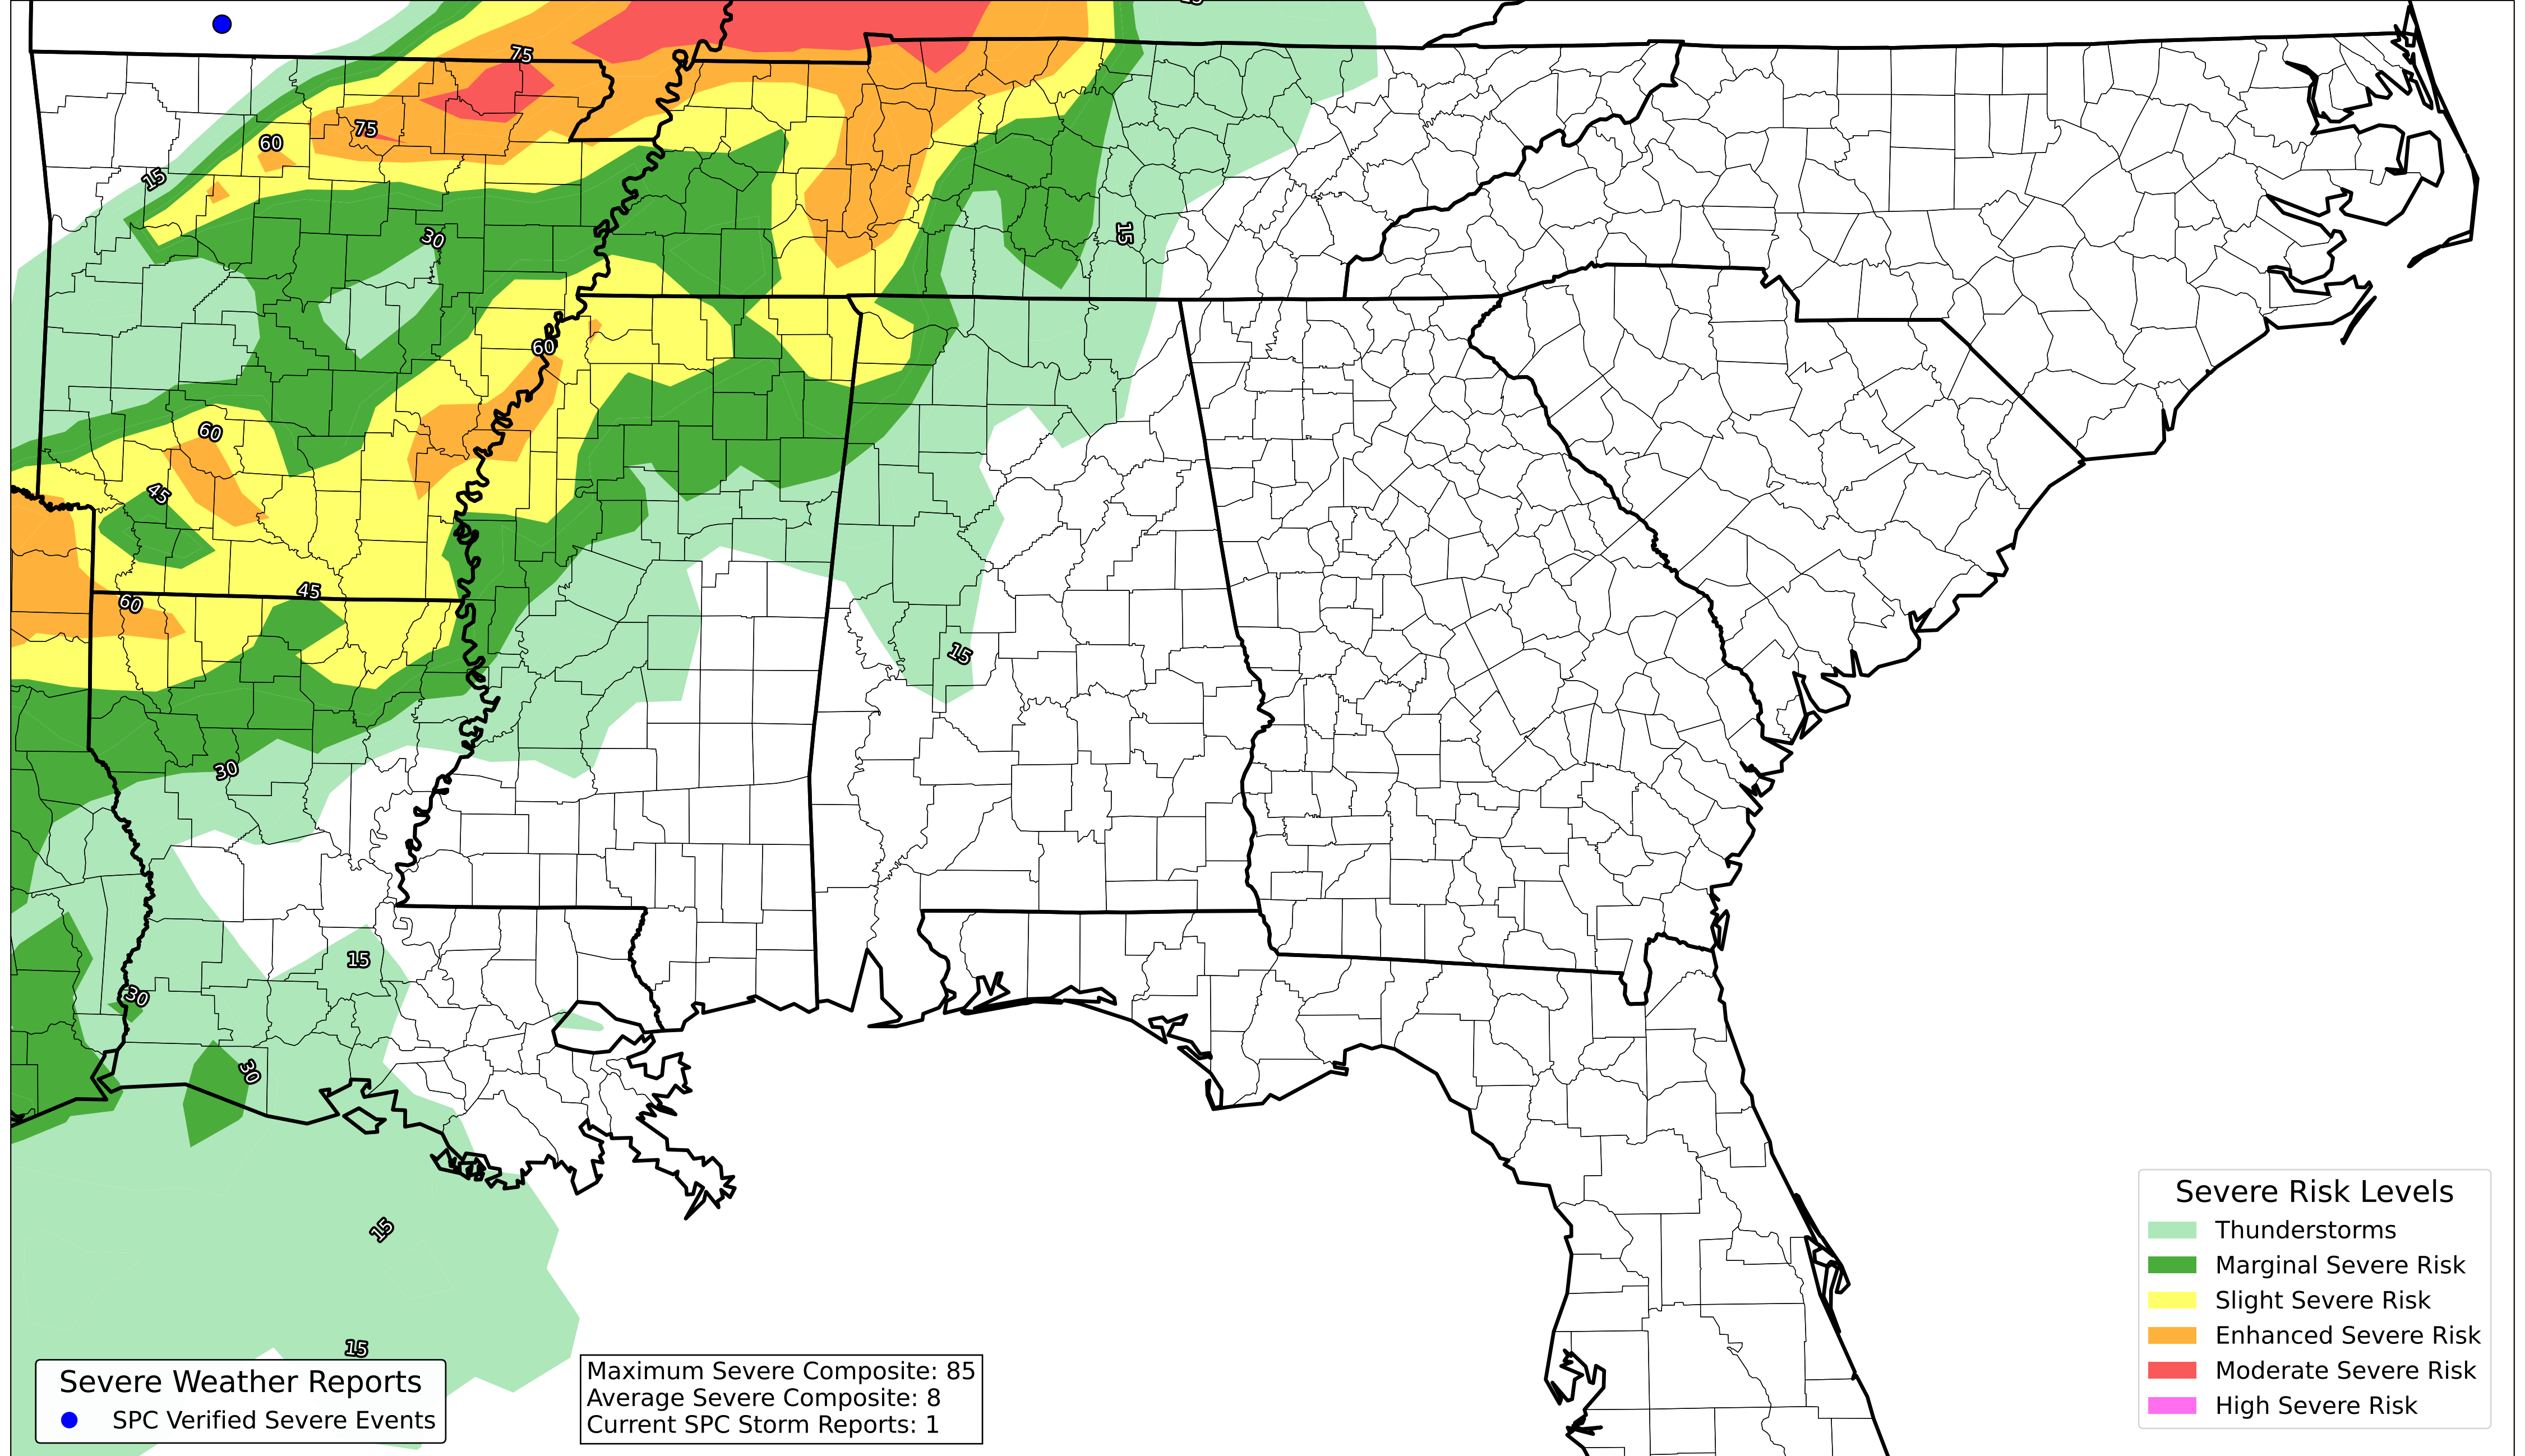 15
75
75
60
15
30
15
60
60
45
45
60
15
30
15
30
30
15
15
Severe Weather Reports
SPC Verified Severe Events
Maximum Severe Composite: 85
Average Severe Composite: 8
Current SPC Storm Reports: 1
Severe Risk Levels
Thunderstorms
Marginal Severe Risk
Slight Severe Risk
Enhanced Severe Risk
Moderate Severe Risk
High Severe Risk